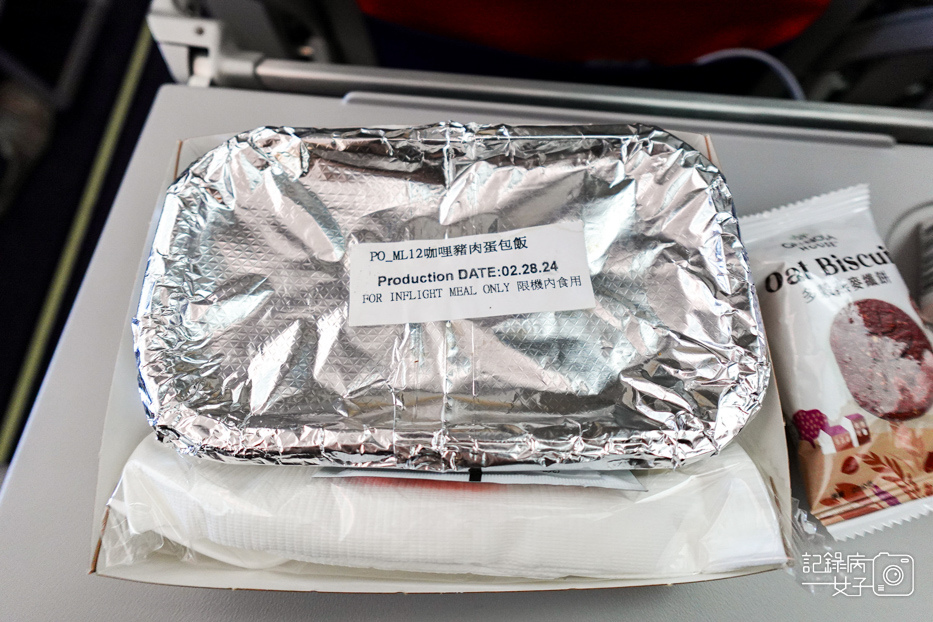 PO_ML12咖哩豬肉蛋包飯
Production DATE:02.28.24
FOR INFLIGHT MEAL ONLY 限機內食用
Oat Biscui
記錄病
女子